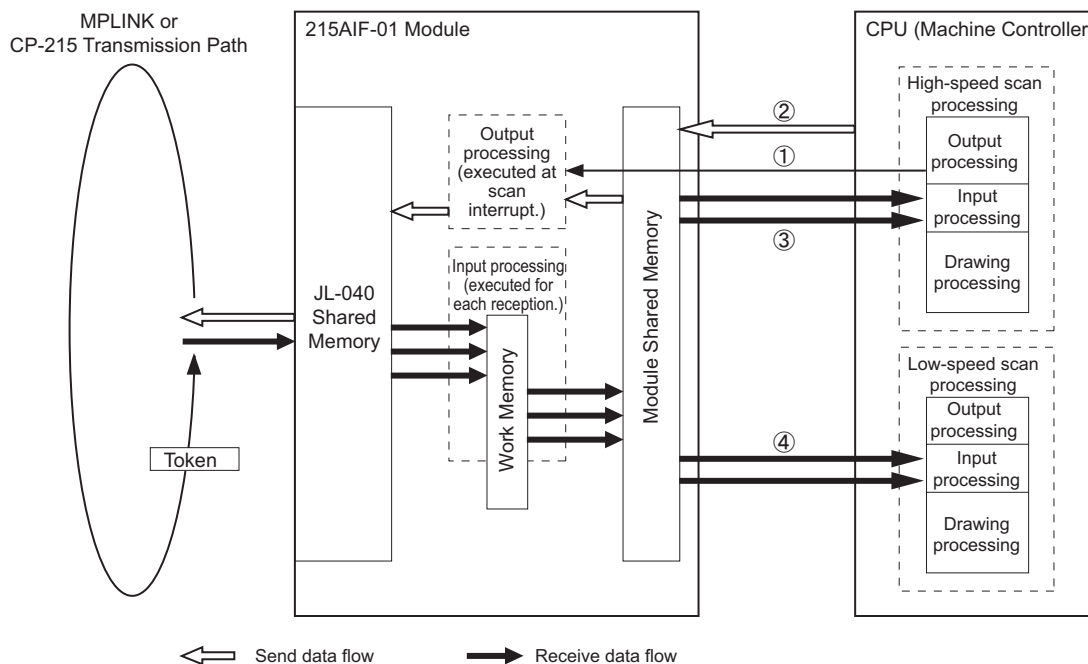 MPLINK or
CP-215 Transmission Path
215AIF-01 Module
CPU (Machine Controller
High-speed scan
processing
Output
processing
Input
processing
Drawing
processing
②
①
③
Output
processing
(executed at
scan
interrupt.)
Input processing
(executed for
each reception.)
JL-040
Shared
Memory
Work Memory
Module Shared Memory
Low-speed scan
processing
Output
processing
Input
processing
Drawing
processing
④
Token
Send data flow
Receive data flow